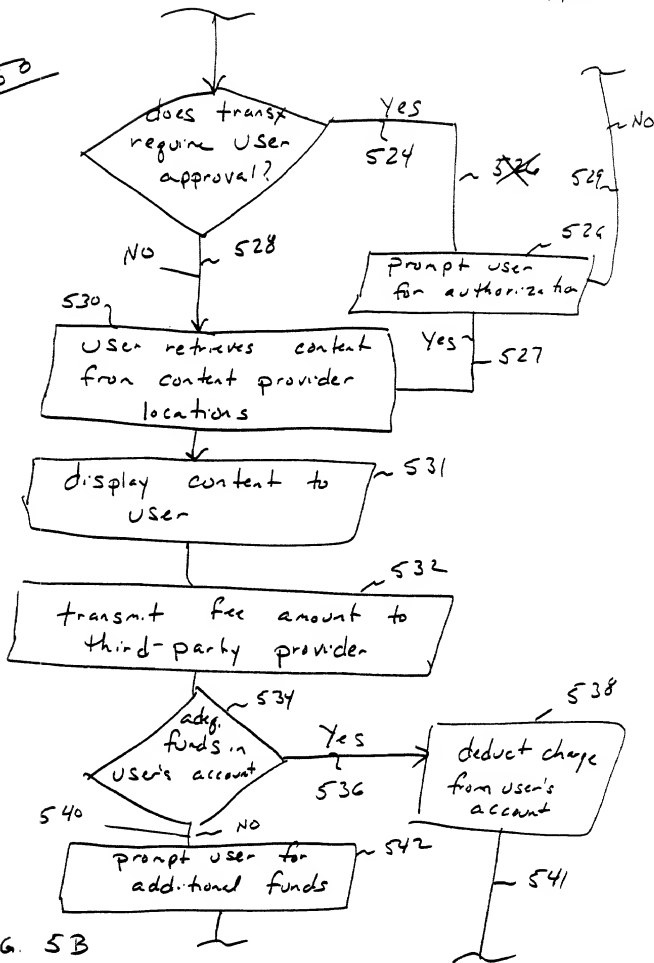 does transx
require user
approval?
Yes
524
NO
529
526
prompt user
for authorization
NO
528
530
User retrieves content
from content provider
locations
Yes
527
display content to
user
531
532
transmit fee amount to
third-party provider
534
adeq.
funds in
user's account
Yes
536
538
deduct charge
from user's
account
540
NO
prompt user for
additional funds
542
541
G. 5B